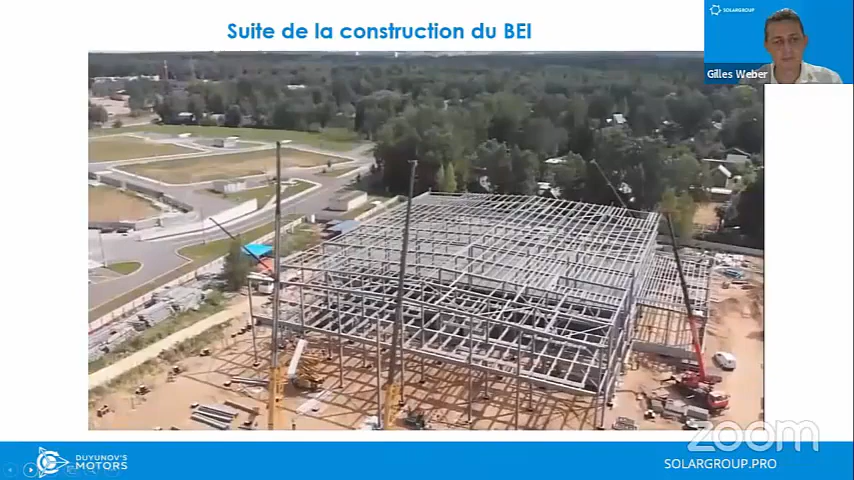 Suite de la construction du BEI
SOLARGROUP
Gilles Weber
zoom
DUYUNOV'S
MOTORS
SOLARGROUP.PRO